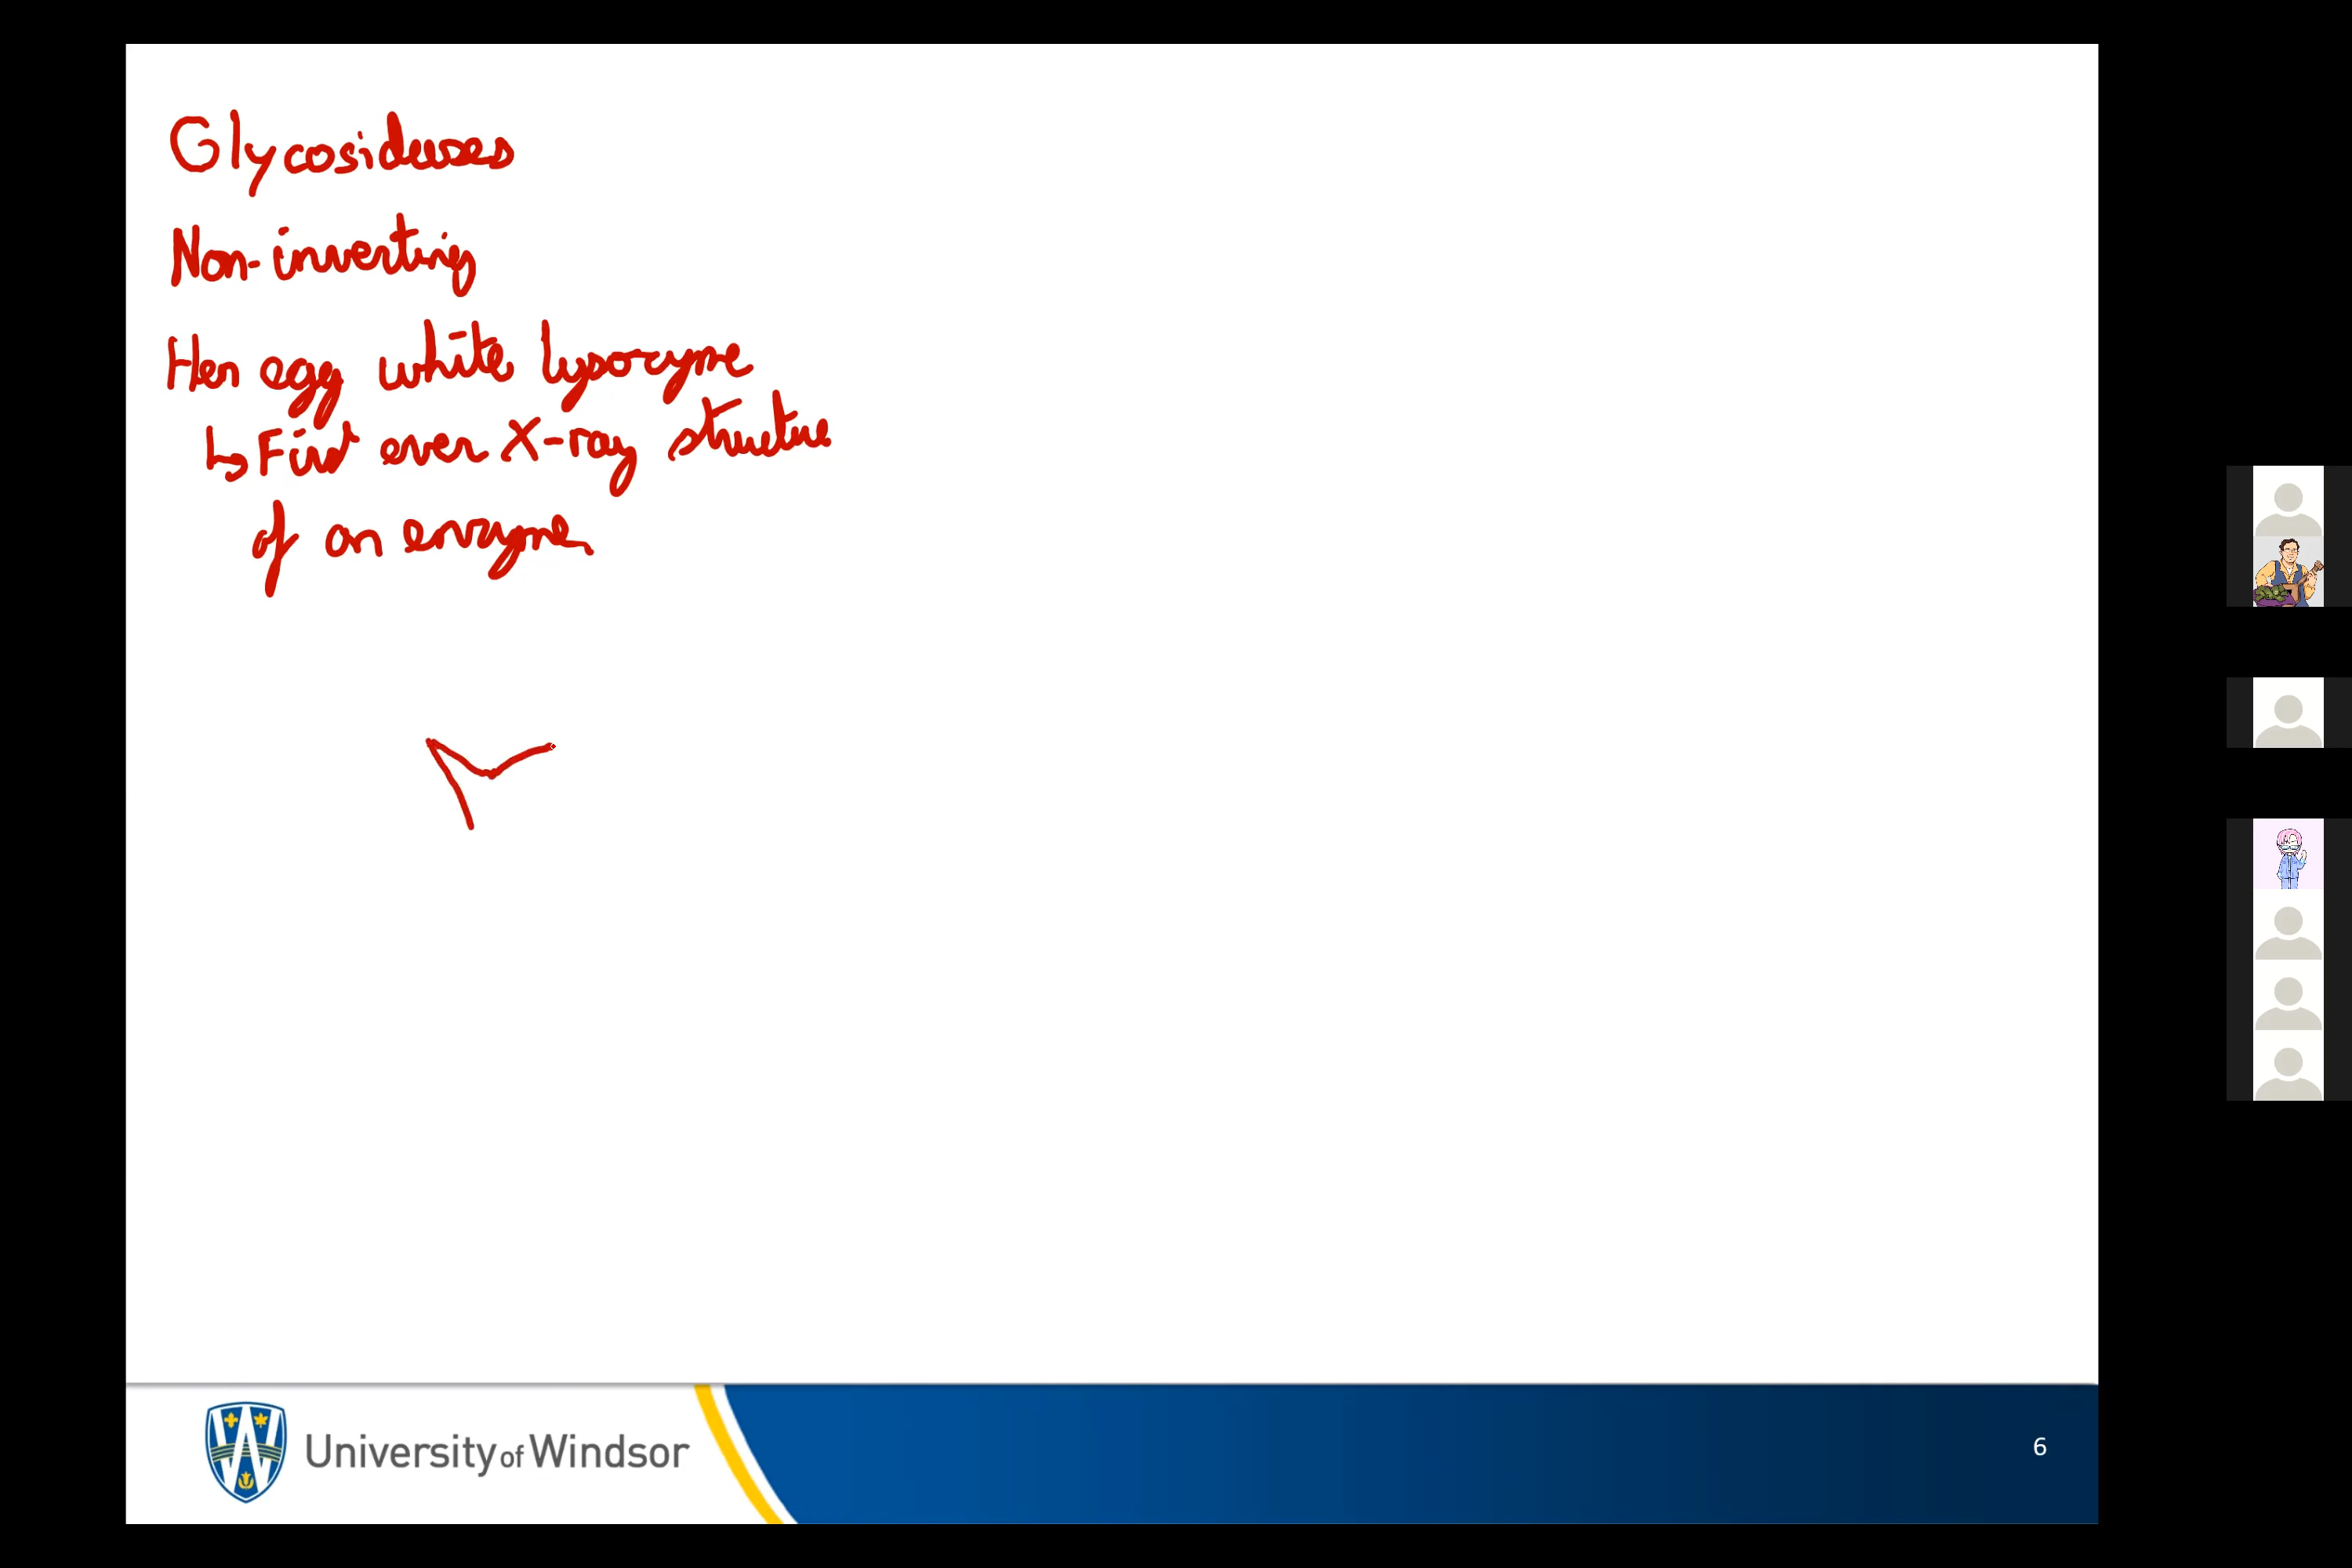 Glycosidases
Non-inverting
Hen egg white lysozyme
↳ First ever X-ray structure
of an enzyme
University of Windsor
6